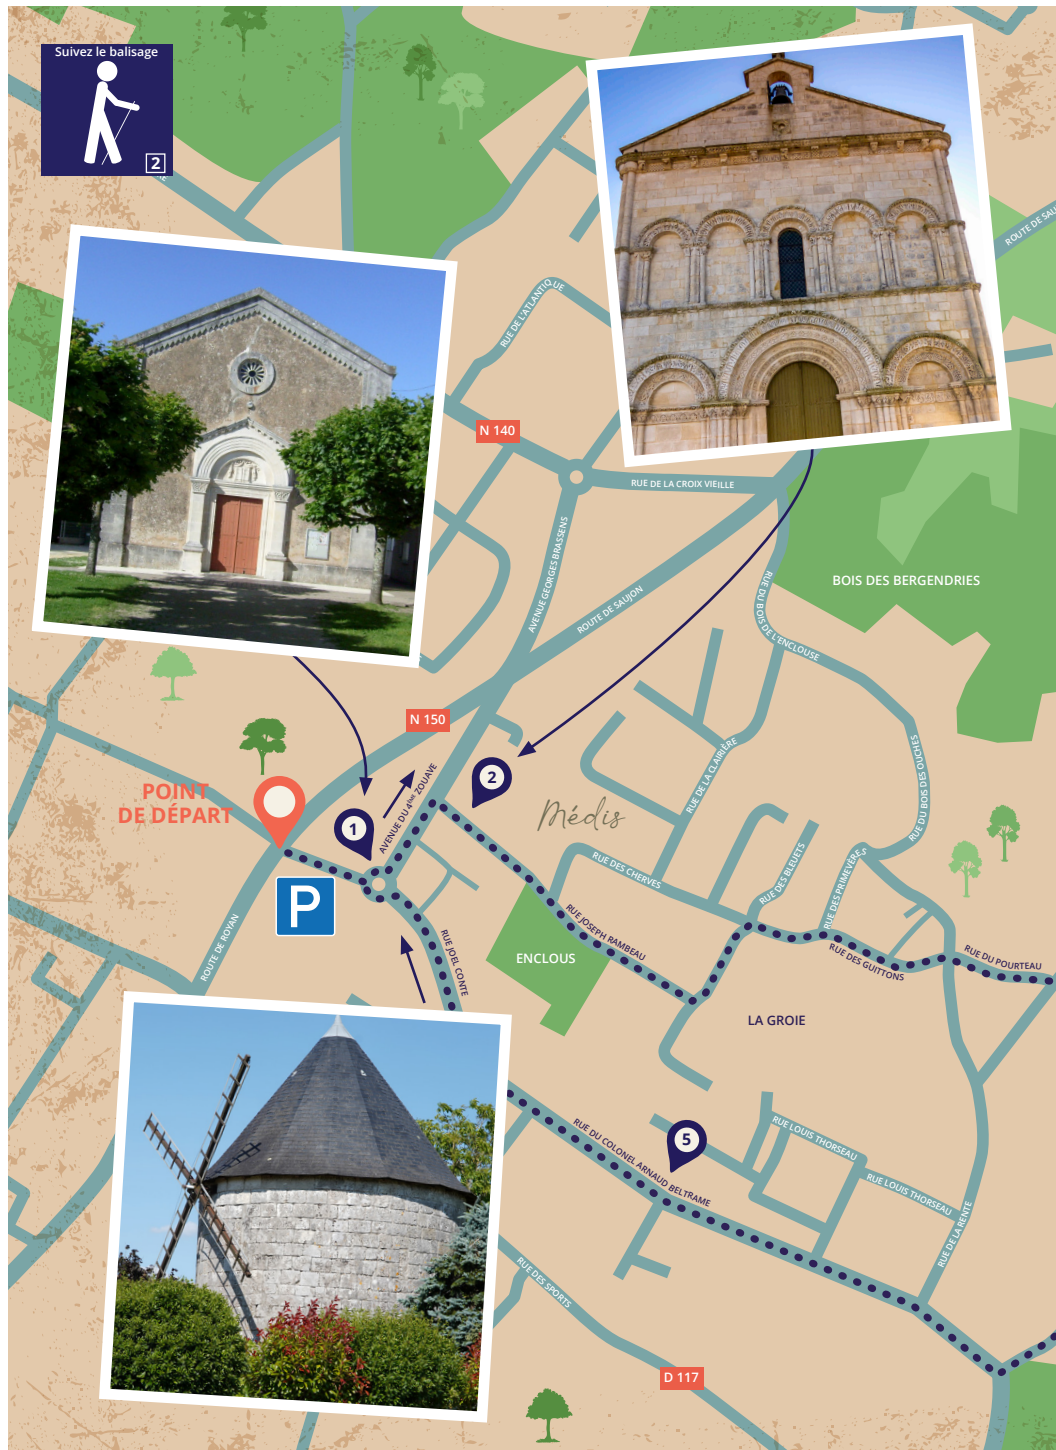 Suivez le balisage
2
ROUTE DE SAU
RUE DE L'ATLANTIQUE
N 140
RUE DE LA CROIX VIEILLE
AVENUE GEORGES BRASSENS
ROUTE DE SAUJON
BOIS DES BERGENDRIES
RUE DU BOIS DE L'ENCLOUSE
N 150
POINT
DE DÉPART
1
AVENUE DU 4ÈME ZOUAVE
2
Médis
RUE DE LA CLAIRIÈRE
RUE DU BOIS DES OUCHES
P
RUE DES CHERVES
RUE DES BLEUETS
RUE DES PRIMEVÈRES
ROUTE DE ROYAN
RUE JOEL CONTE
ENCLOUS
RUE JOSEPH RAMBEAU
RUE DES GUITTONS
RUE DU POURTEAU
LA GROIE
5
RUE DU COLONEL ARNAUD BELTRAME
RUE LOUIS THORSEAU
RUE LOUIS THORSEAU
RUE DE LA RENTE
RUE DES SPORTS
D 117